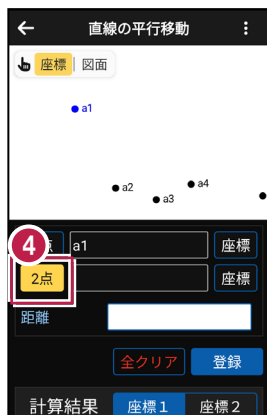 直線の平行移動
座標 図面
a1
a2 a4
a3
4
点 a1 座標
2点 座標
距離
全クリア 登録
計算結果 座標1 座標2